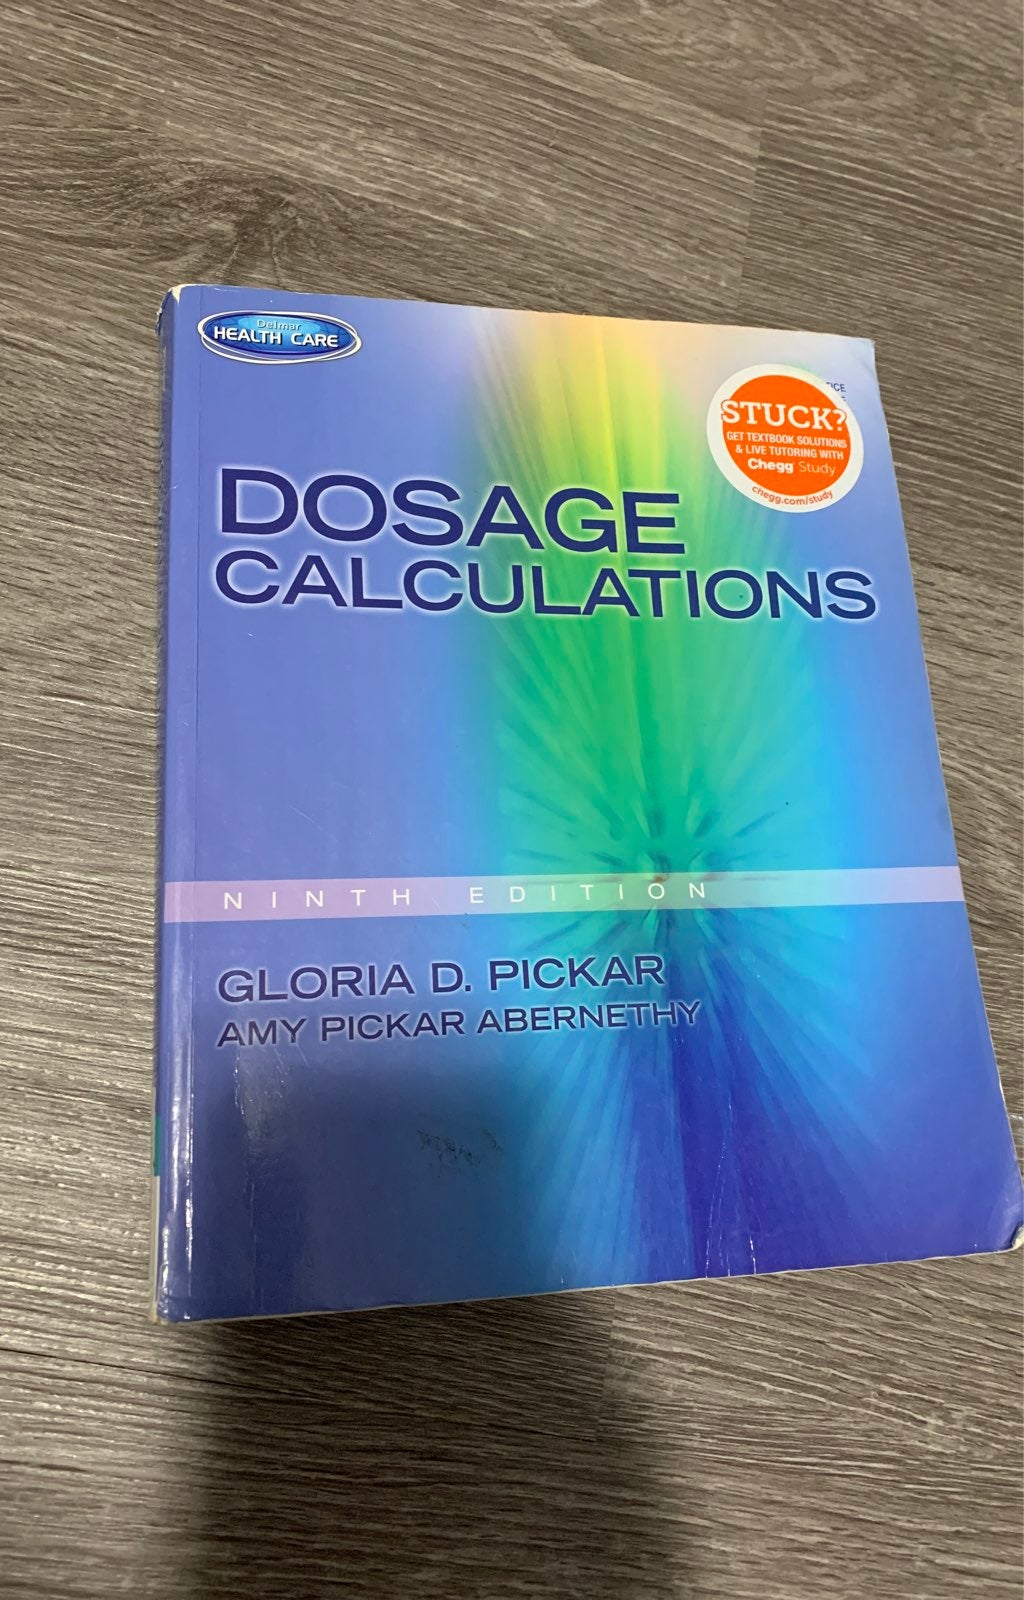 Delmar
HEALTH CARE
STUCK?
GET TEXTBOOK SOLUTIONS
& LIVE TUTORING WITH
Chegg Study
chegg.com/study
DOSAGE
CALCULATIONS
NINTH EDITION
GLORIA D. PICKAR
AMY PICKAR ABERNETHY